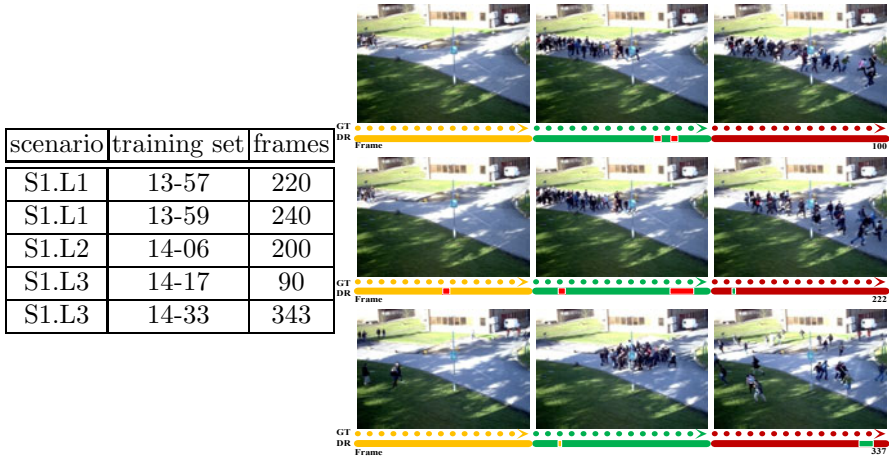 scenario training set frames
S1.L1 13-57 220
S1.L1 13-59 240
S1.L2 14-06 200
S1.L3 14-17 90
S1.L3 14-33 343
GT
DR
Frame 100
GT
DR
Frame 222
GT
DR
Frame 337